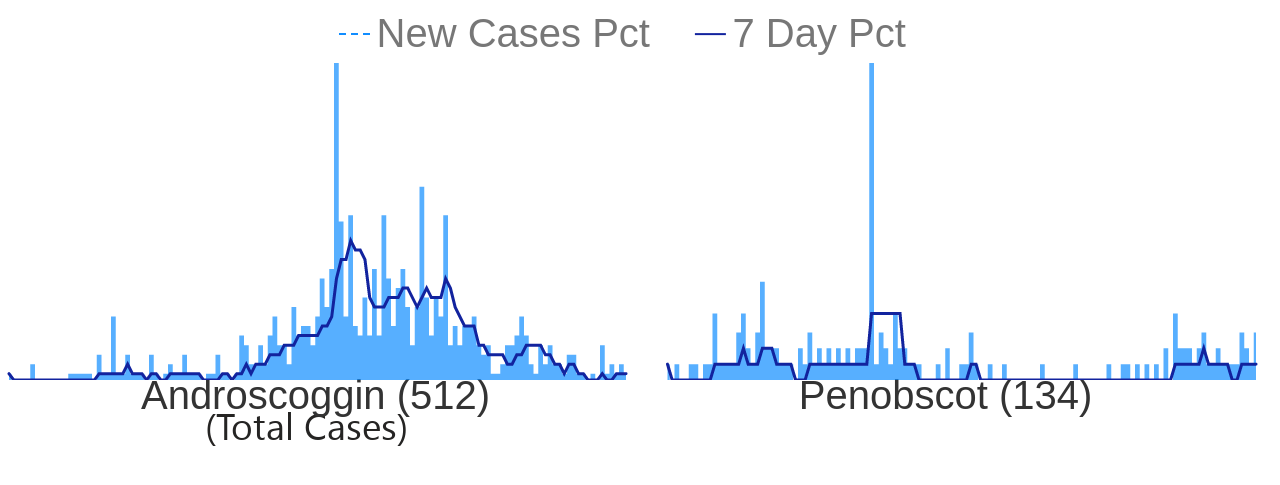 New Cases Pct 7 Day Pct
Androscoggin (512) Penobscot (134)
(Total Cases)